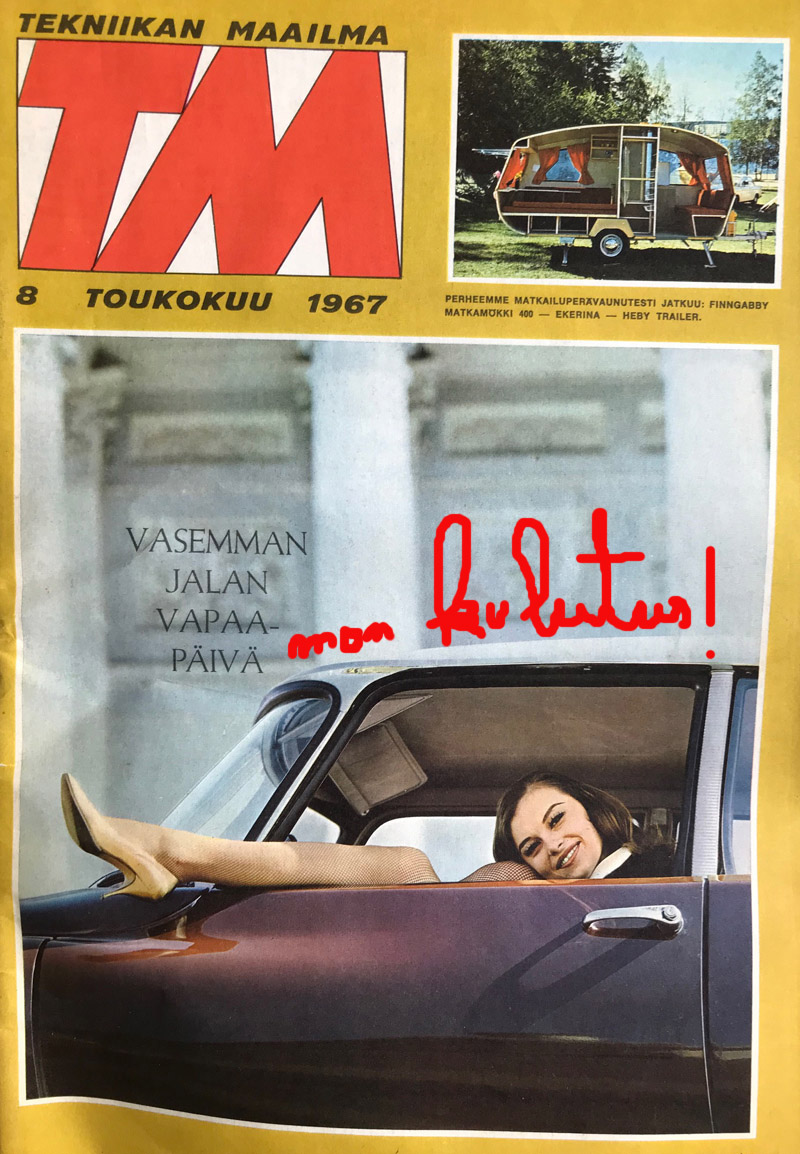 TEKNIIKAN MAAILMA
TM
8 TOUKOKUU 1967
PERHEEMME MATKAILUPERÄVAUNUTESTI JATKUU: FINNGABBY
MATKAMÖKKI 400 — EKERINA — HEBY TRAILER.
VASEMMAN
JALAN
VAPAA-
PÄIVÄ
mon kulutus!